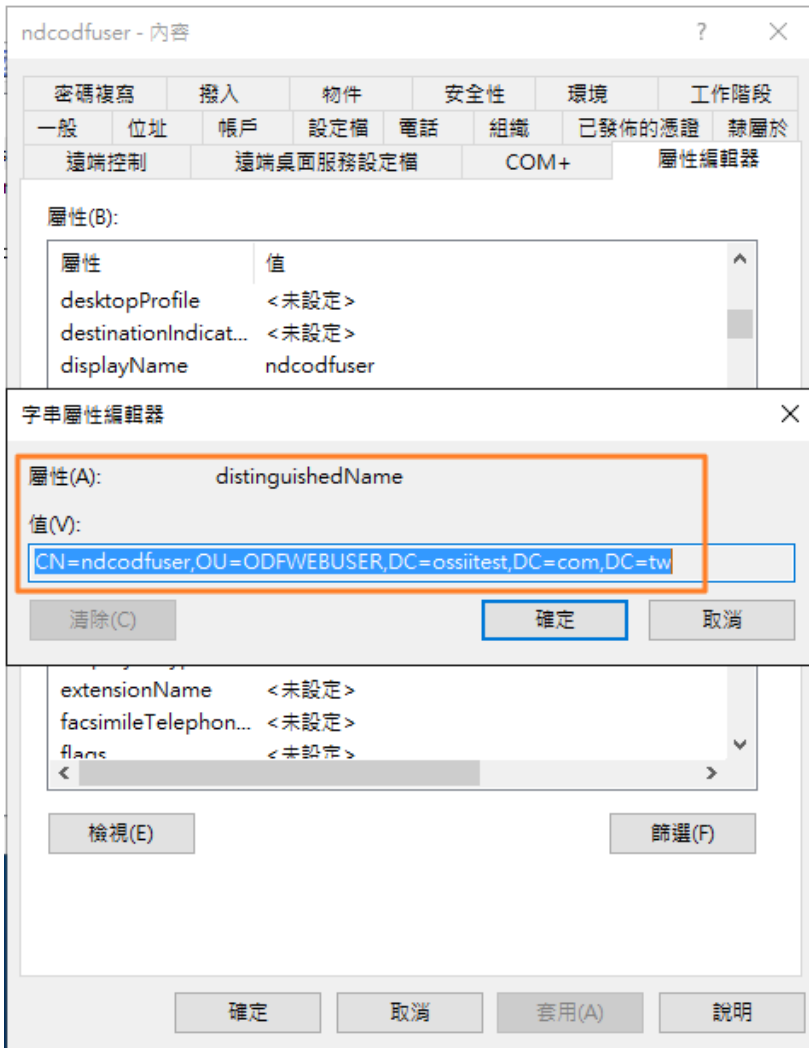 ndcodfuser - 內容
密碼複寫 撥入 物件 安全性 環境 工作階段
一般 位址 帳戶 設定檔 電話 組織 已發佈的憑證 隸屬於
遠端控制 遠端桌面服務設定檔 COM+ 屬性編輯器
屬性(B):
屬性 值
desktopProfile <未設定>
destinationIndicat... <未設定>
displayName ndcodfuser
字串屬性編輯器
屬性(A): distinguishedName
值(V):
CN=ndcodfuser,OU=ODFWEBUSER,DC=ossiitest,DC=com,DC=tw
清除(C) 確定 取消
extensionName <未設定>
facsimileTelephon... <未設定>
flags <未設定>
檢視(E) 篩選(F)
確定 取消 套用(A) 說明